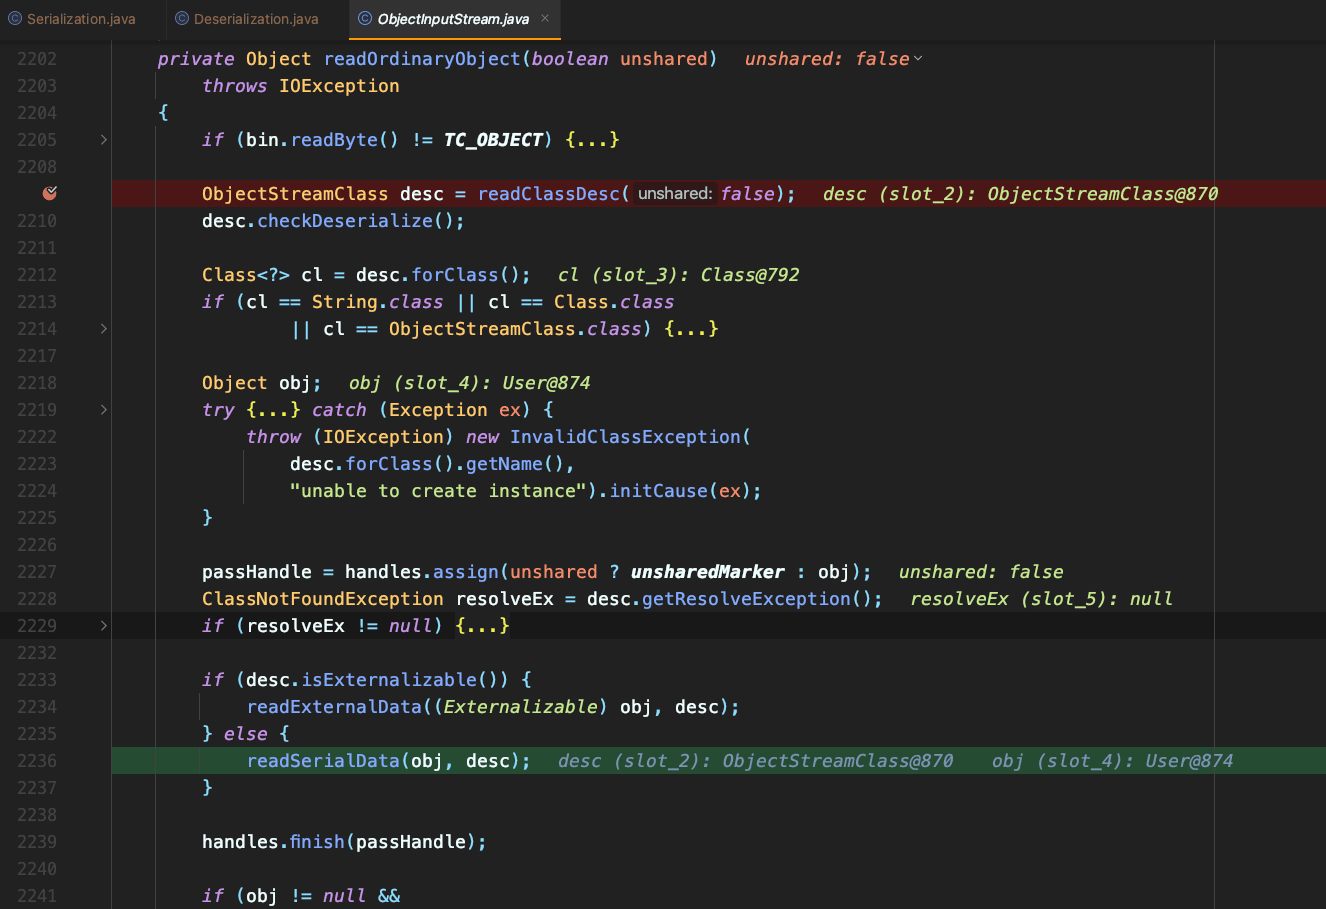 Serialization.java Deserialization.java ObjectInputStream.java ×
2202 private Object readOrdinaryObject(boolean unshared) unshared: false
2203 throws IOException
2204 {
2205 if (bin.readByte() != TC_OBJECT) {...}
2208
ObjectStreamClass desc = readClassDesc( unshared: false); desc (slot_2): ObjectStreamClass@870
2210 desc.checkDeserialize();
2211
2212 Class<?> cl = desc.forClass(); cl (slot_3): Class@792
2213 if (cl == String.class || cl == Class.class
2214 || cl == ObjectStreamClass.class) {...}
2217
2218 Object obj; obj (slot_4): User@874
2219 try {...} catch (Exception ex) {
2222 throw (IOException) new InvalidClassException(
2223 desc.forClass().getName(),
2224 "unable to create instance").initCause(ex);
2225 }
2226
2227 passHandle = handles.assign(unshared ? unsharedMarker : obj); unshared: false
2228 ClassNotFoundException resolveEx = desc.getResolveException(); resolveEx (slot_5): null
2229 if (resolveEx != null) {...}
2232
2233 if (desc.isExternalizable()) {
2234 readExternalData((Externalizable) obj, desc);
2235 } else {
2236 readSerialData(obj, desc); desc (slot_2): ObjectStreamClass@870 obj (slot_4): User@874
2237 }
2238
2239 handles.finish(passHandle);
2240
2241 if (obj != null &&